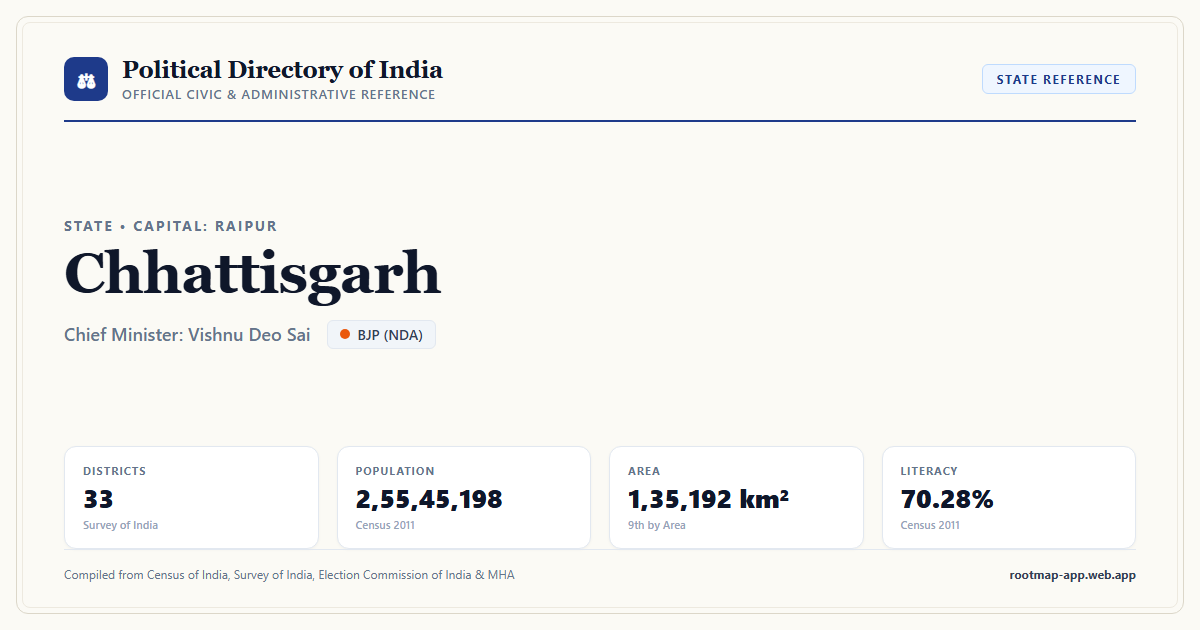 Political Directory of India
OFFICIAL CIVIC & ADMINISTRATIVE REFERENCE
STATE REFERENCE
STATE • CAPITAL: RAIPUR
Chhattisgarh
Chief Minister: Vishnu Deo Sai
BJP (NDA)
DISTRICTS
33
Survey of India
POPULATION
2,55,45,198
Census 2011
AREA
1,35,192 km²
9th by Area
LITERACY
70.28%
Census 2011
Compiled from Census of India, Survey of India, Election Commission of India & MHA
rootmap-app.web.app